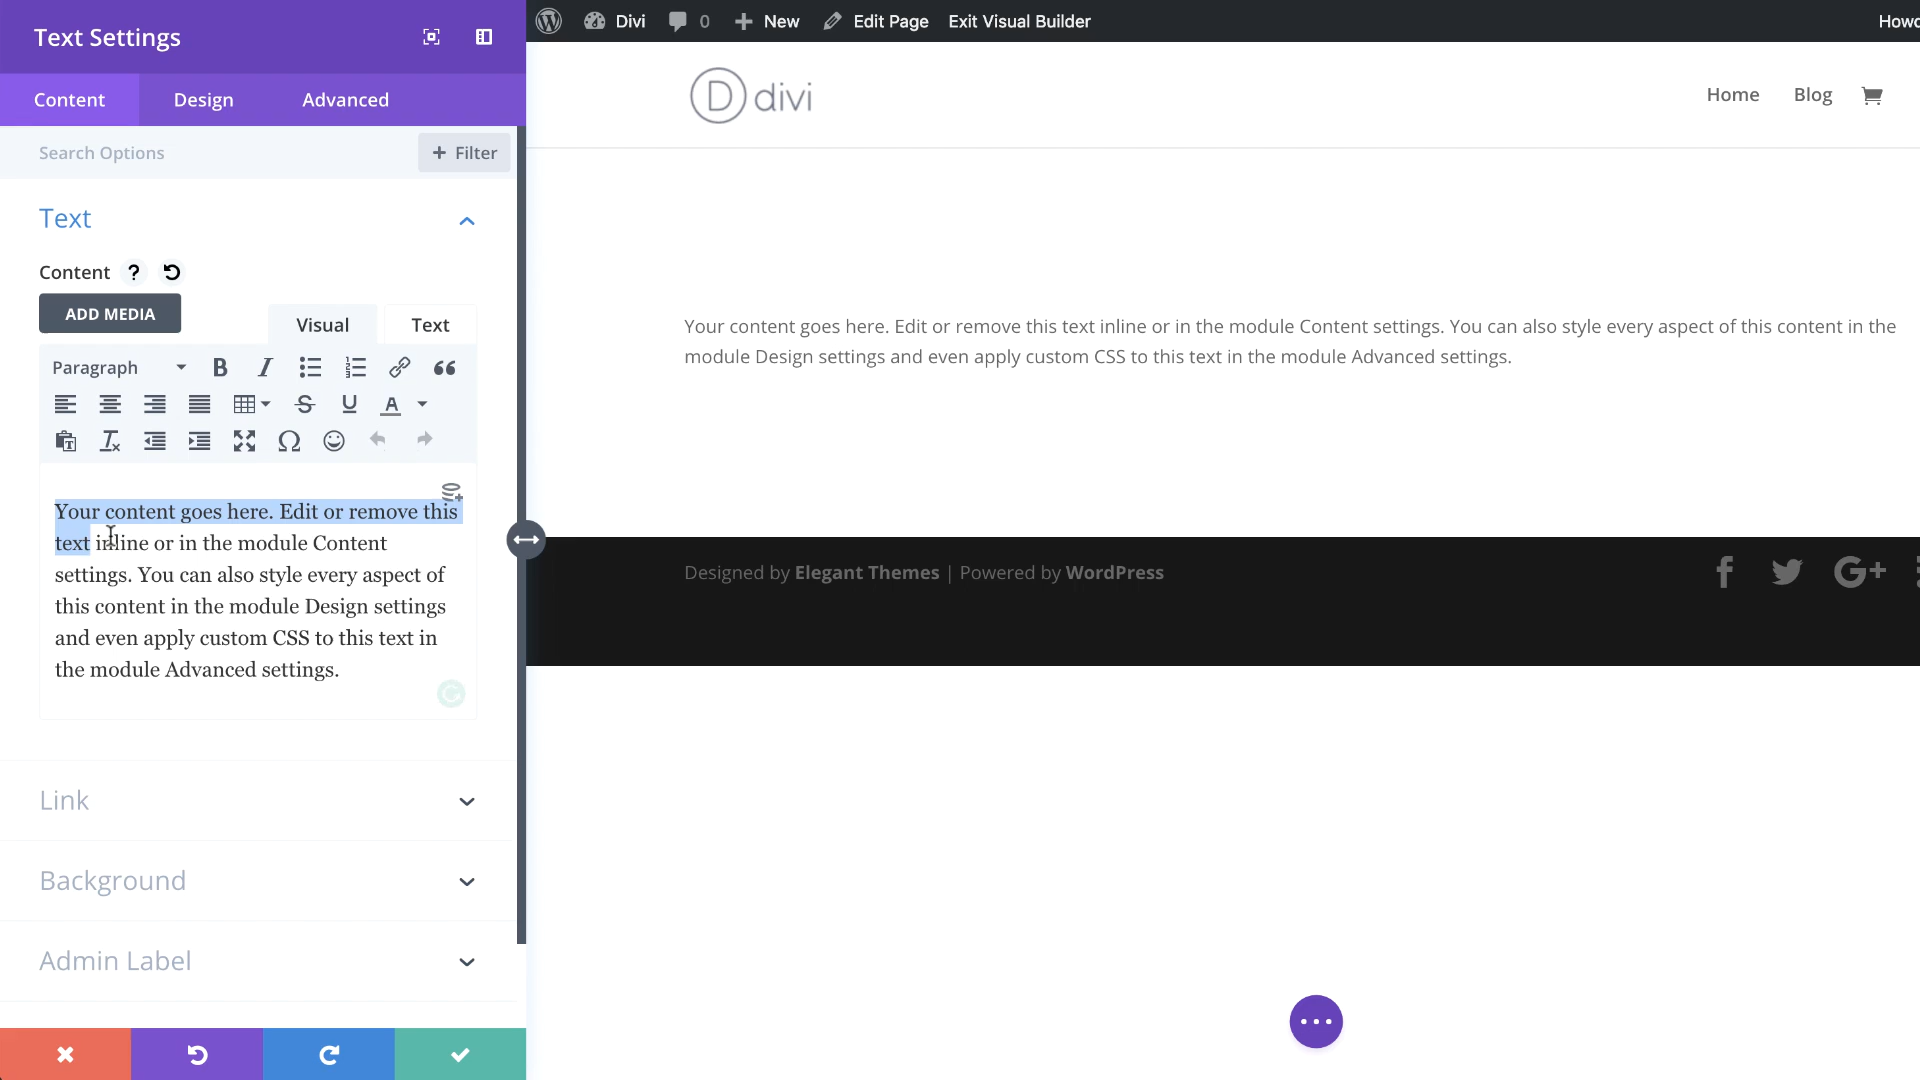 Text Settings
Content Design Advanced
Search Options
+ Filter
Text
Content ?
ADD MEDIA
Visual Text
Paragraph
Your content goes here. Edit or remove this
text inline or in the module Content
settings. You can also style every aspect of
this content in the module Design settings
and even apply custom CSS to this text in
the module Advanced settings.
Link
Background
Admin Label
Divi 0 New Edit Page Exit Visual Builder
Howd
D divi
Home Blog
Your content goes here. Edit or remove this text inline or in the module Content settings. You can also style every aspect of this content in the
module Design settings and even apply custom CSS to this text in the module Advanced settings.
Designed by Elegant Themes | Powered by WordPress